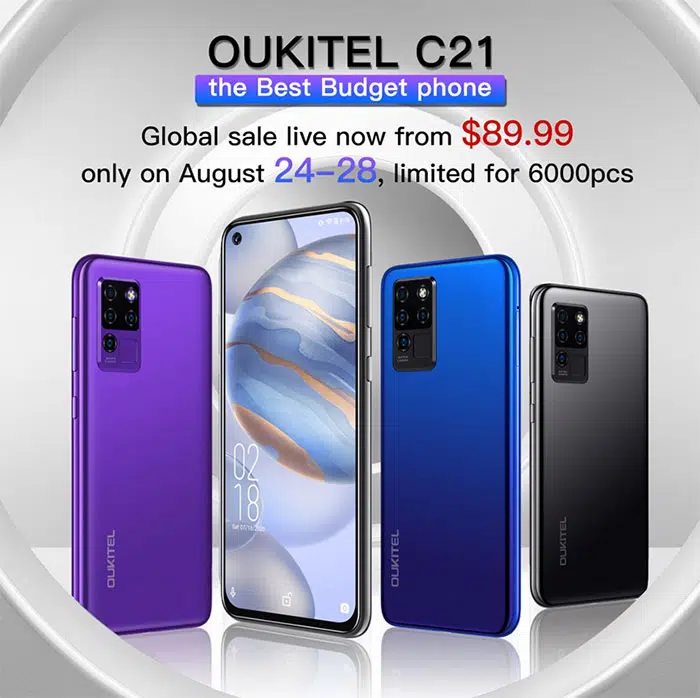 OUKITEL C21
the Best Budget phone
Global sale live now from $89.99
only on August 24–28, limited for 6000pcs
02
18
OUKITEL
OUKITEL
OUKITEL